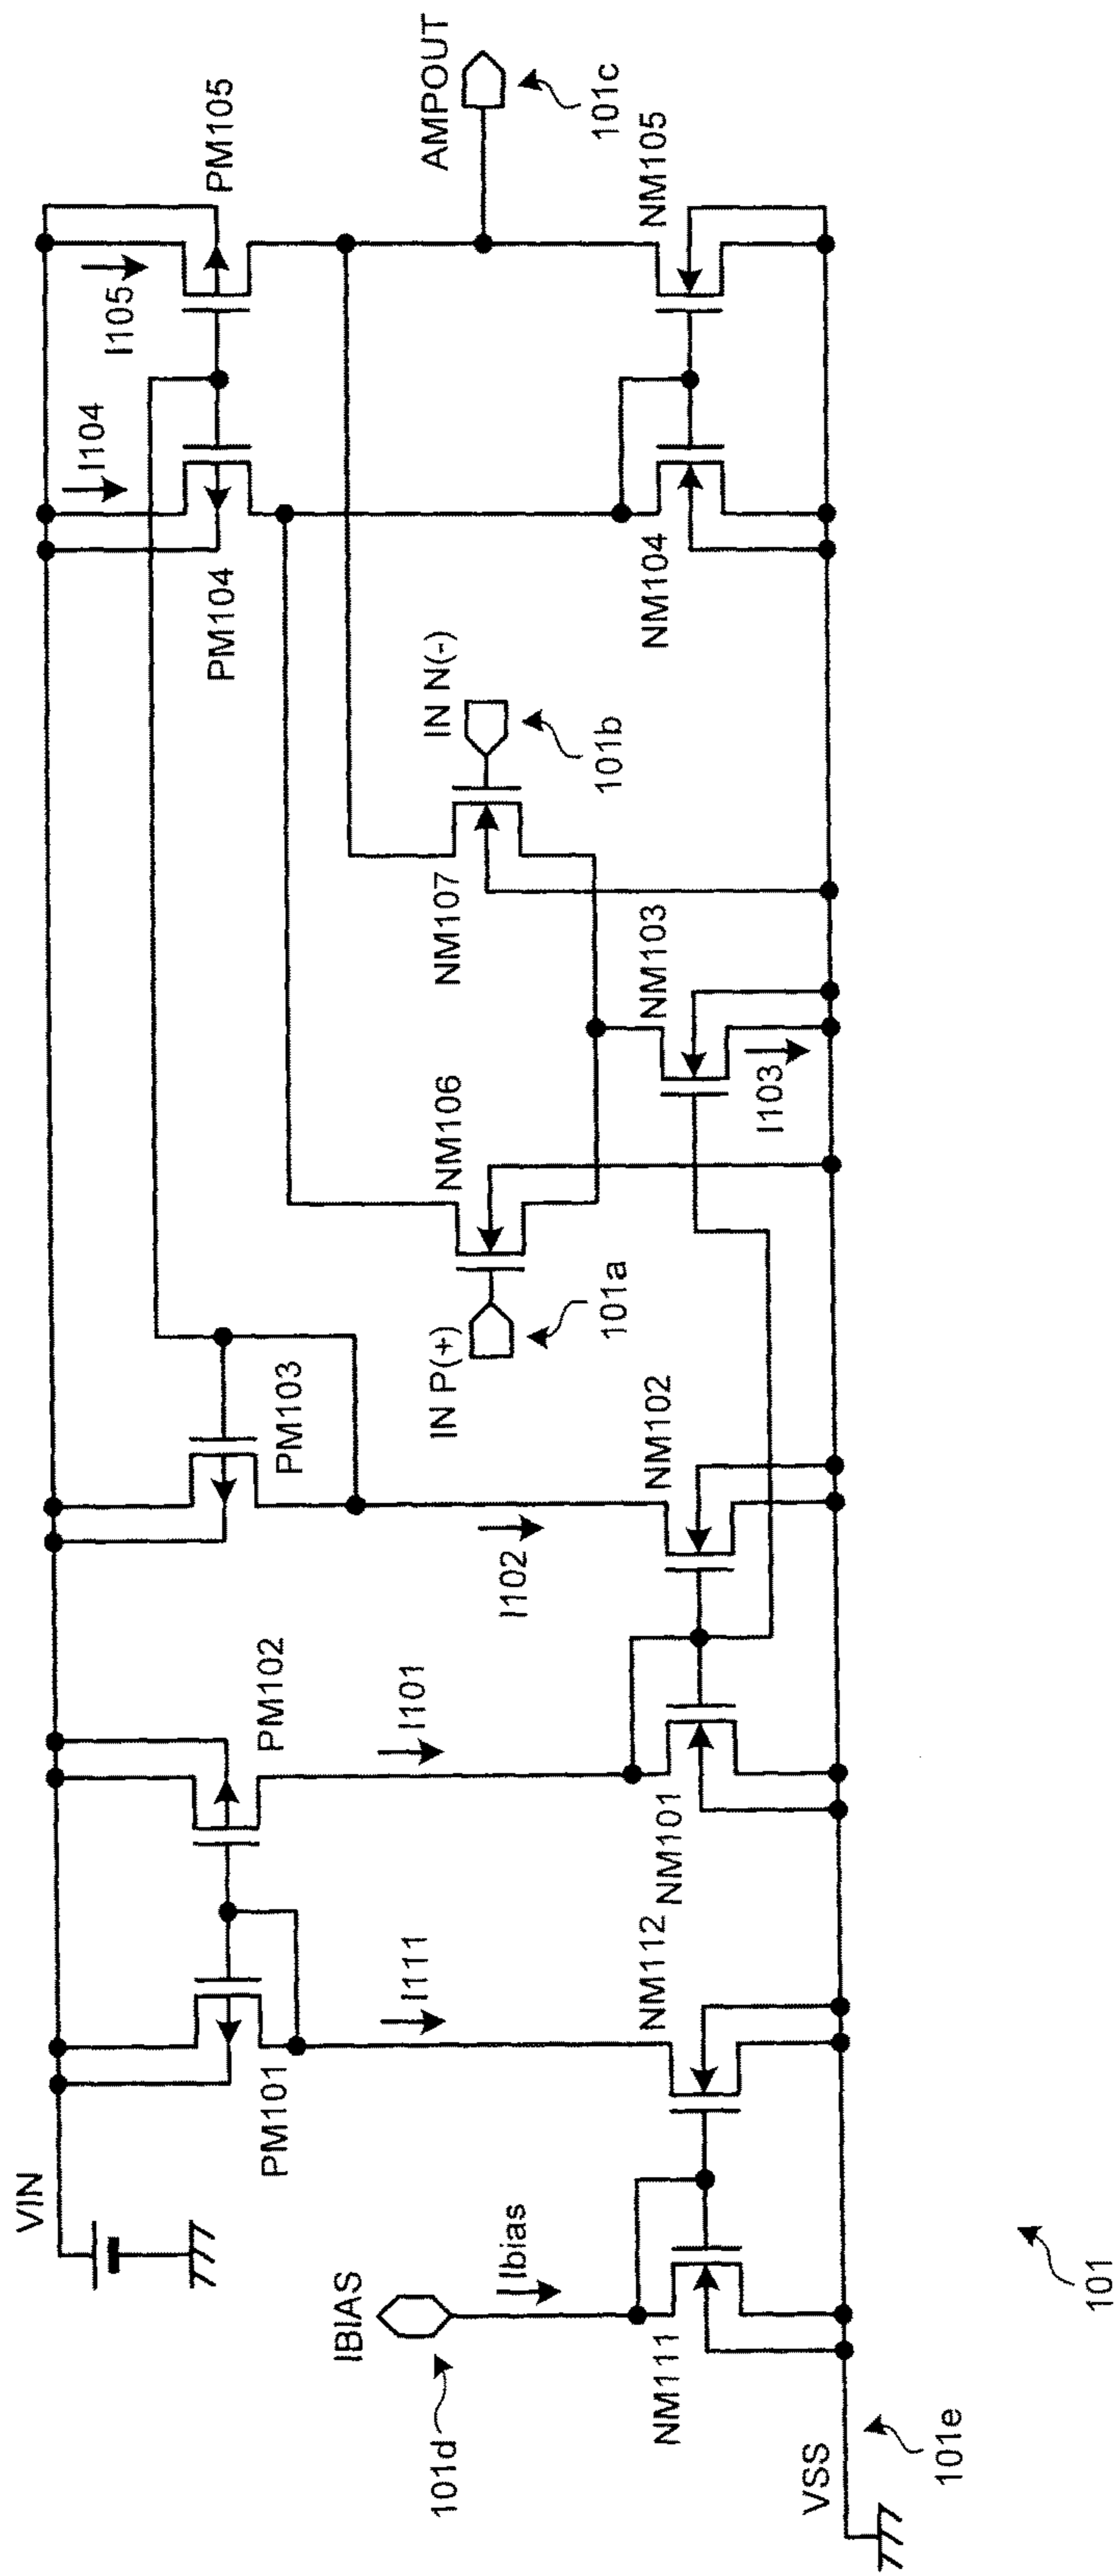 VIN
PM101
PM102
PM103
PM104
PM105
I104
I105
IBIAS
101d
Ibias
I111
I101
I102
IN P(+)
101a
NM106
NM107
IN N(-)
101b
AMPOUT
101c
NM111
NM112
NM101
NM102
NM103
I103
NM104
NM105
VSS
101e
101